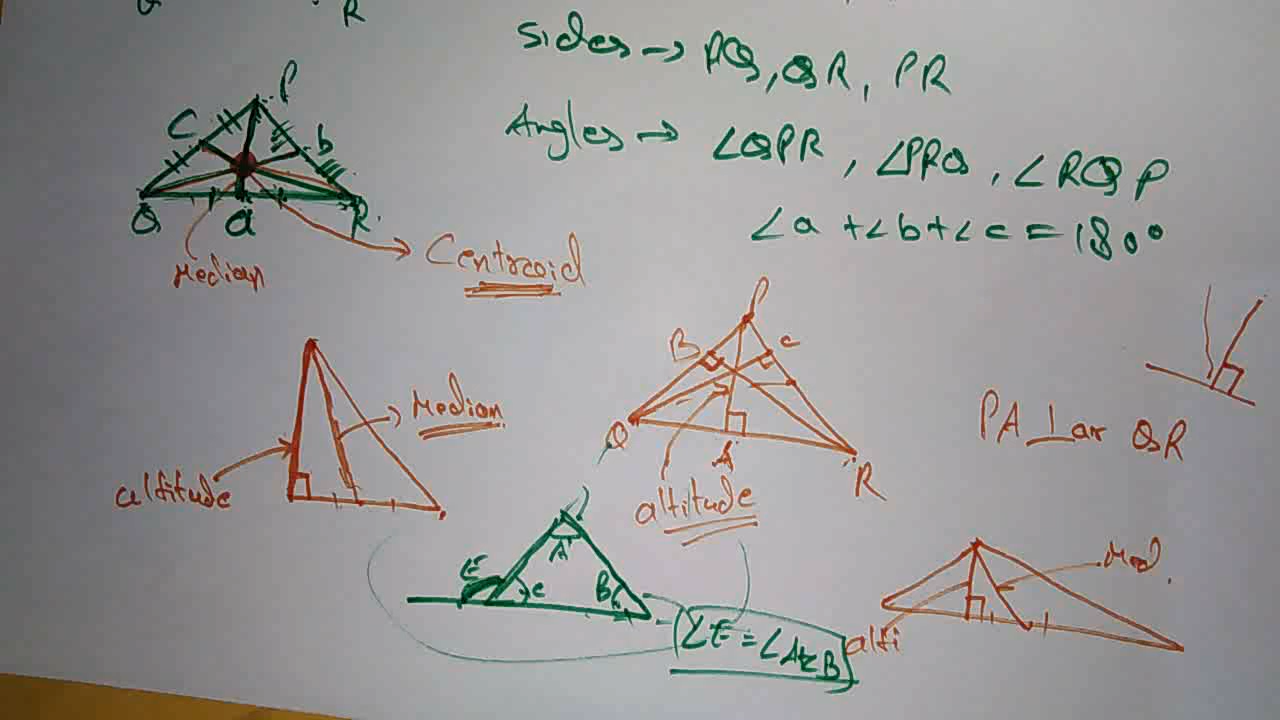 Q R
Sides → PQ, QR, PR
Angles → ∠QPR, ∠PRQ, ∠RQP
∠a + ∠b + ∠c = 180°
P
C b
Q a R
Median
Centroid
P
B C
Q A R
altitude
PA ⊥ar QR
altitude
Median
A
E C B
∠E = ∠A+∠B
Med.
alti